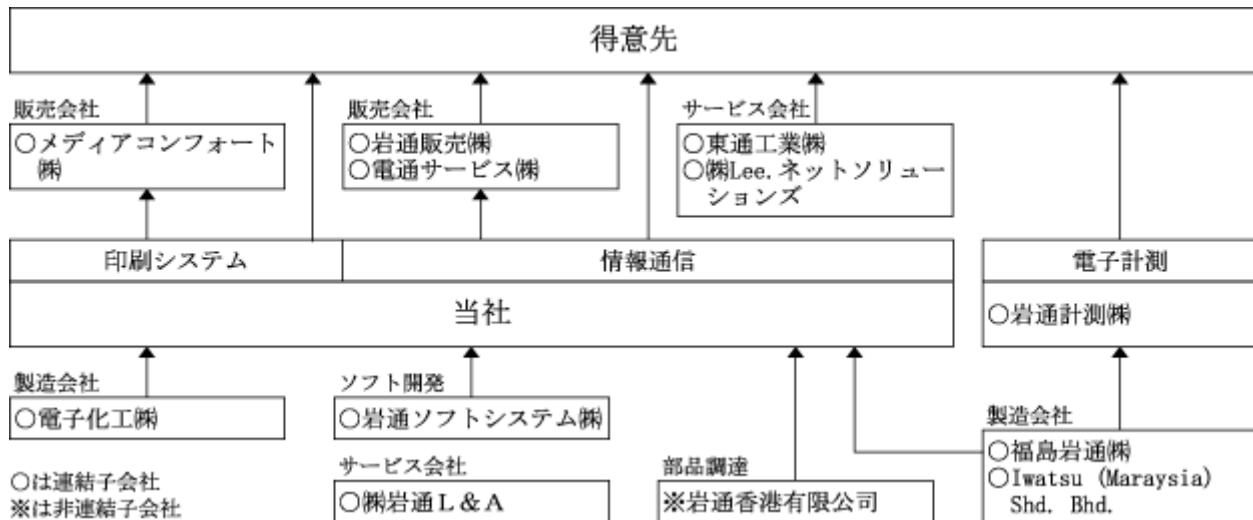 得意先
販売会社
○メディアコンフォート
㈱
販売会社
○岩通販売㈱
○電通サービス㈱
サービス会社
○東通工業㈱
○㈱Lee.ネットソリュー
ションズ
印刷システム
情報通信
電子計測
当社
○岩通計測㈱
製造会社
○電子化工㈱
ソフト開発
○岩通ソフトシステム㈱
製造会社
○福島岩通㈱
○Iwatsu (Maraysia)
Shd. Bhd.
サービス会社
○㈱岩通L&A
部品調達
※岩通香港有限公司
○は連結子会社
※は非連結子会社